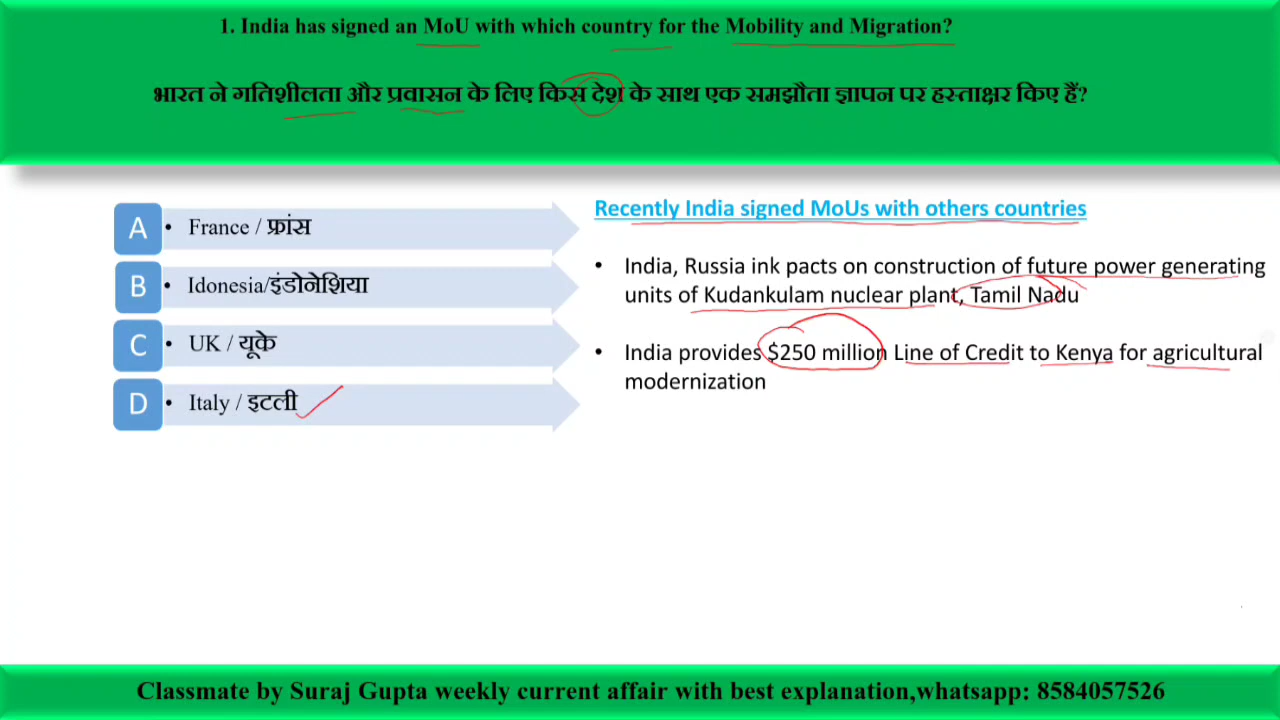 1. India has signed an MoU with which country for the Mobility and Migration?
भारत ने गतिशीलता और प्रवासन के लिए किस देश के साथ एक समझौता ज्ञापन पर हस्ताक्षर किए हैं?
A • France / फ्रांस
B • Idonesia/इंडोनेशिया
C • UK / यूके
D • Italy / इटली
Recently India signed MoUs with others countries
• India, Russia ink pacts on construction of future power generating
units of Kudankulam nuclear plant, Tamil Nadu
• India provides $250 million Line of Credit to Kenya for agricultural
modernization
Classmate by Suraj Gupta weekly current affair with best explanation,whatsapp: 8584057526